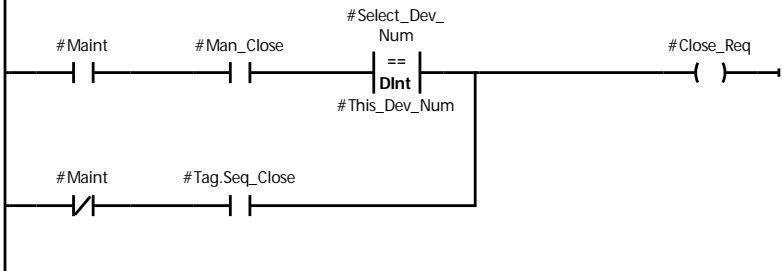 #Select_Dev_
Num
#Maint
#Man_Close
==
DInt
#This_Dev_Num
#Close_Req
#Maint
#Tag.Seq_Close